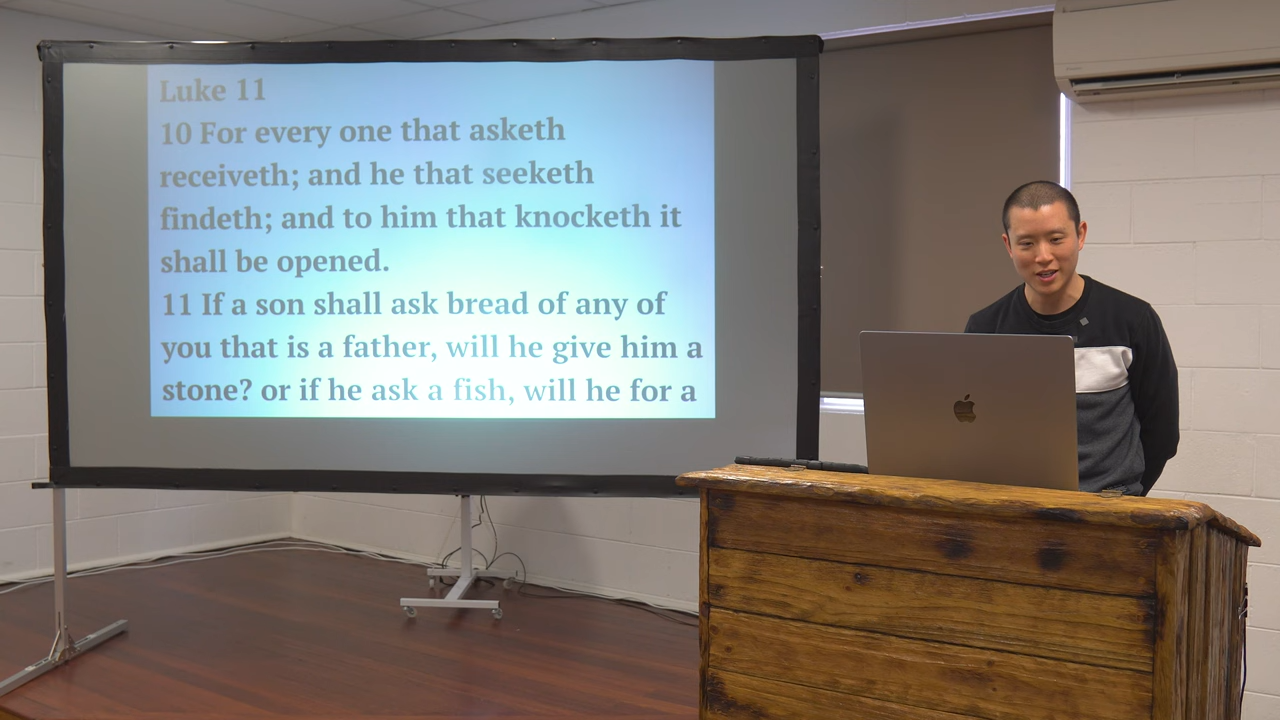 Luke 11
10 For every one that asketh
receiveth; and he that seeketh
findeth; and to him that knocketh it
shall be opened.
11 If a son shall ask bread of any of
you that is a father, will he give him a
stone? or if he ask a fish, will he for a